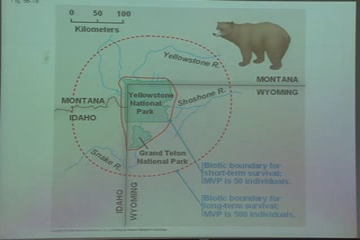 0 50 100
Kilometers
Yellowstone R.
MONTANA
WYOMING
Yellowstone
National
Park
Shoshone R.
MONTANA
IDAHO
Snake R.
Grand Teton
National Park
Biotic boundary for
short-term survival;
MVP is 50 individuals.
Biotic boundary for
long-term survival;
MVP is 500 individuals.
IDAHO
WYOMING